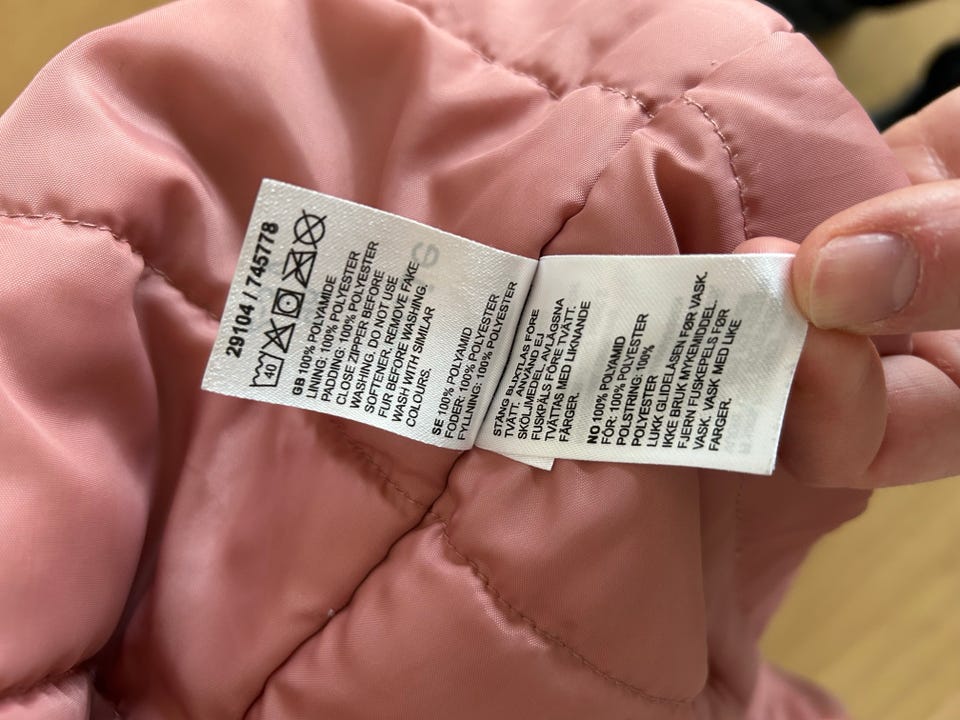 29104 / 745778
40
GB 100% POLYAMIDE
LINING: 100% POLYESTER
PADDING: 100% POLYESTER
CLOSE ZIPPER BEFORE
WASHING. DO NOT USE
SOFTENER, REMOVE FAKE
FUR BEFORE WASHING.
WASH WITH SIMILAR
COLOURS.
SE 100% POLYAMID
FODER: 100% POLYESTER
FYLLNING: 100% POLYESTER
STÄNG BLIXTLÅS FÖRE
TVÄTT. ANVÄND EJ
SKÖLJMEDEL, AVLÄGSNA
FUSKPÄLS FÖRE TVÄTT.
TVÄTTAS MED LIKNANDE
FÄRGER.
NO 100% POLYAMID
FÔR: 100% POLYESTER
POLSTRING: 100%
POLYESTER
LUKK GLIDELÅSEN FØR VASK.
IKKE BRUK MYKEMIDDEL.
FJERN FUSKEPELS FØR
VASK. VASK MED LIKE
FARGER.